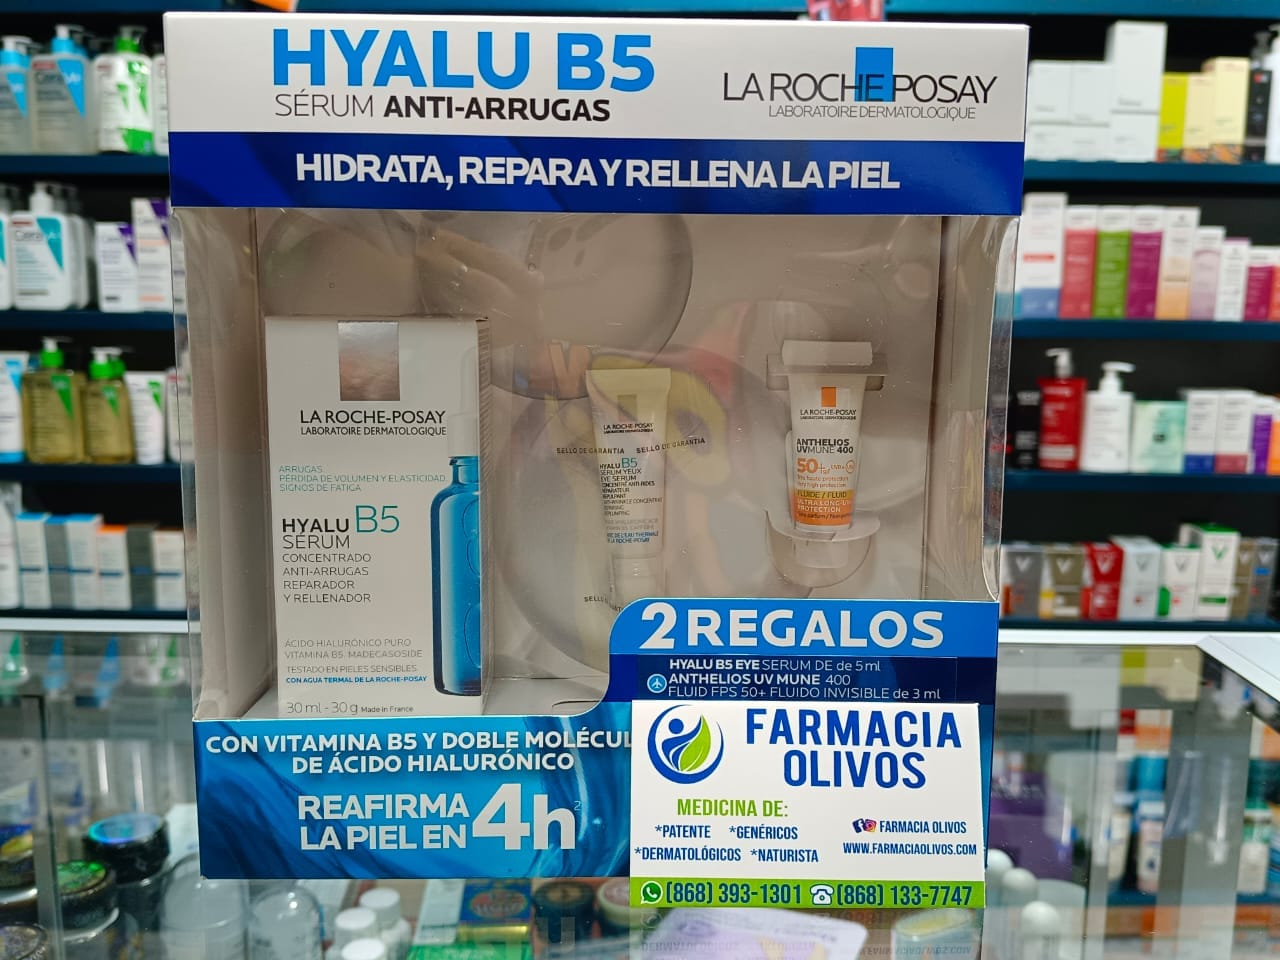 HYALU B5
SÉRUM ANTI-ARRUGAS
LA ROCHE POSAY
LABORATOIRE DERMATOLOGIQUE
HIDRATA, REPARA Y RELLENA LA PIEL
LA ROCHE-POSAY
LABORATOIRE DERMATOLOGIQUE
ARRUGAS
PÉRDIDA DE VOLUMEN Y ELASTICIDAD
SIGNOS DE FATIGA
HYALU B5
SÉRUM
CONCENTRADO
ANTI-ARRUGAS
REPARADOR
Y RELLENADOR
ÁCIDO HIALURÓNICO PURO
VITAMINA B5. MADECASOSIDE
TESTADO EN PIELES SENSIBLES
CON AGUA TERMAL DE LA ROCHE-POSAY
30 ml - 30 g Made in France
LA ROCHE-POSAY
LABORATOIRE DERMATOLOGIQUE
SELLO DE GARANTIA SELLO DE GARANTIA
HYALU B5
SERUM YEUX
EYE SERUM
LA ROCHE-POSAY
ANTHELIOS
UVMUNE 400
50+
FLUIDE / FLUID
2 REGALOS
HYALU B5 EYE SERUM DE de 5 ml
ANTHELIOS UV MUNE 400
FLUID FPS 50+ FLUIDO INVISIBLE de 3 ml
CON VITAMINA B5 Y DOBLE MOLÉCUL
DE ÁCIDO HIALURÓNICO
REAFIRMA
LA PIEL EN 4h2
FARMACIA
OLIVOS
MEDICINA DE:
*PATENTE *GENÉRICOS
*DERMATOLÓGICOS *NATURISTA
FARMACIA OLIVOS
WWW.FARMACIAOLIVOS.COM
(868) 393-1301 (868) 133-7747